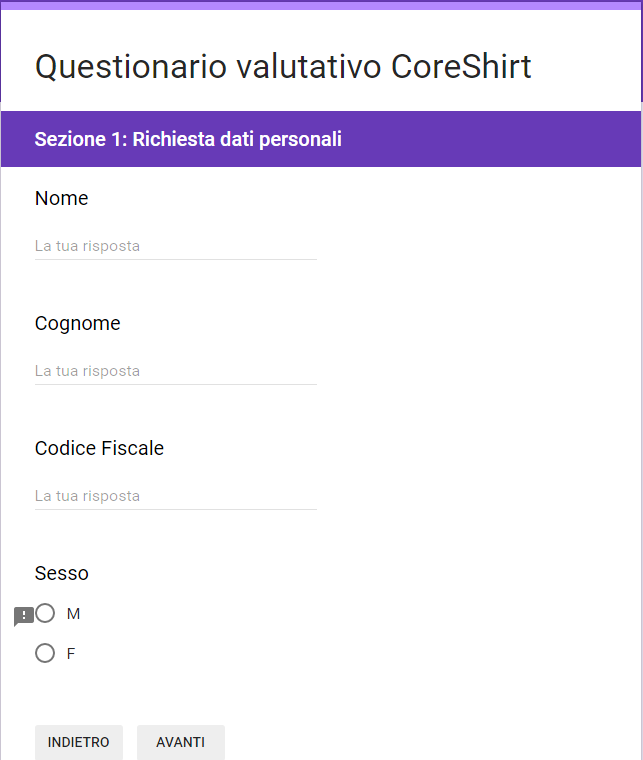 Questionario valutativo CoreShirt
Sezione 1: Richiesta dati personali
Nome
La tua risposta
Cognome
La tua risposta
Codice Fiscale
La tua risposta
Sesso
M
F
INDIETRO AVANTI